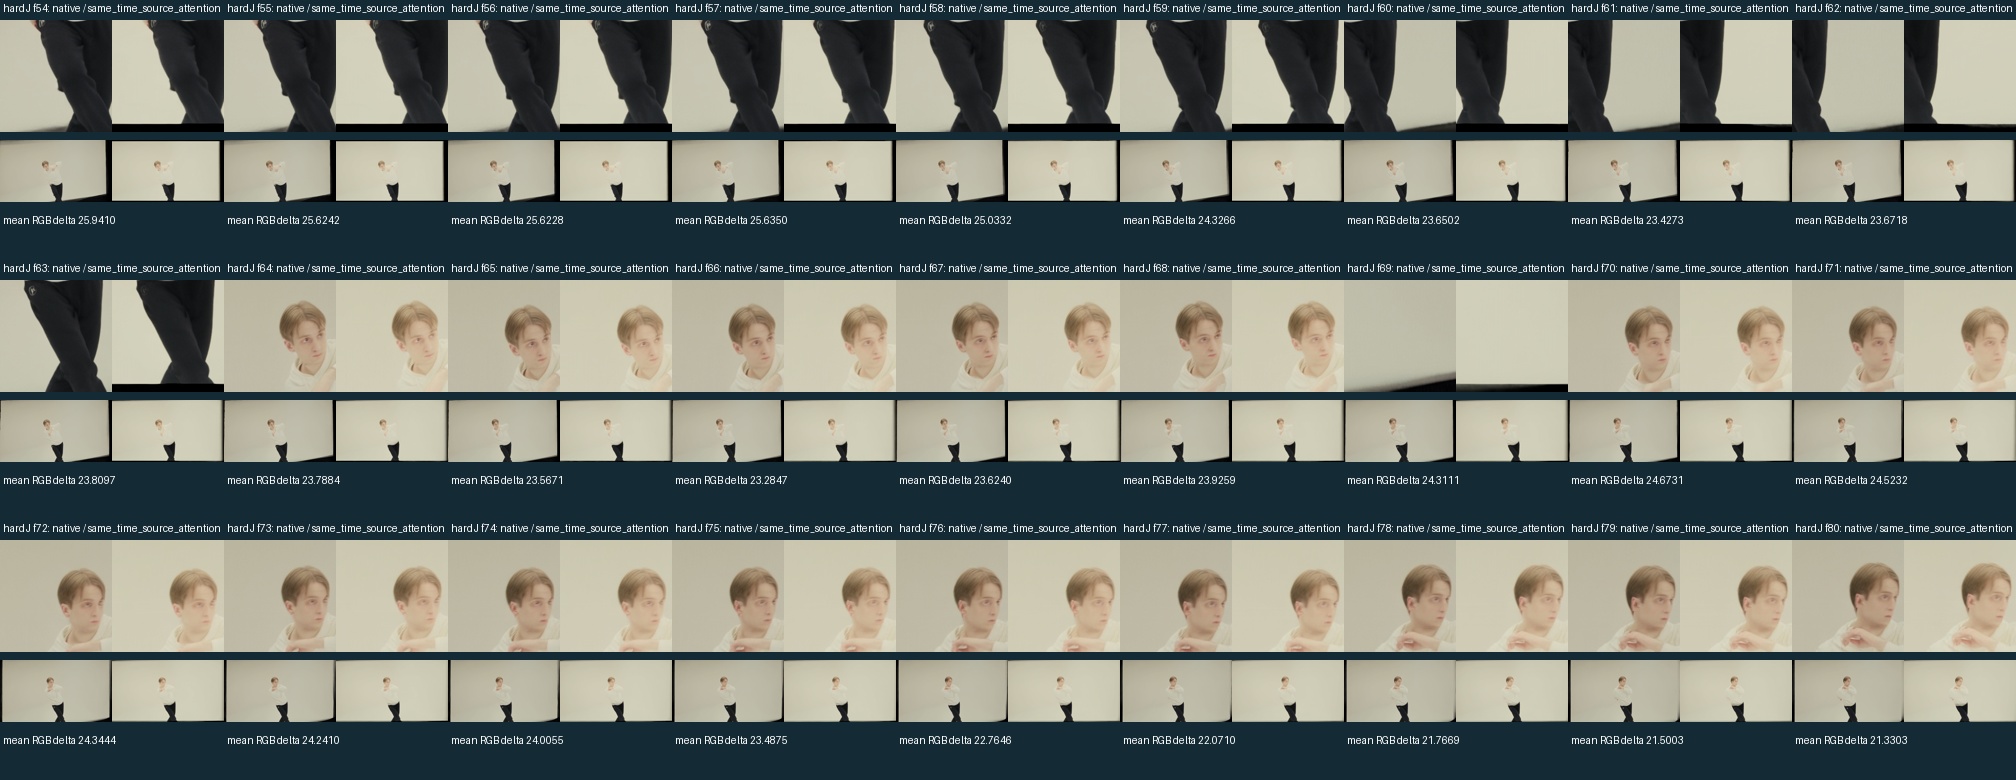 hardJ f54: native / same_time_source_attention
hardJ f55: native / same_time_source_attention
hardJ f56: native / same_time_source_attention
hardJ f57: native / same_time_source_attention
hardJ f58: native / same_time_source_attention
hardJ f59: native / same_time_source_attention
hardJ f60: native / same_time_source_attention
hardJ f61: native / same_time_source_attention
hardJ f62: native / same_time_source_attention
mean RGB delta 25.9410
mean RGB delta 25.6242
mean RGB delta 25.6228
mean RGB delta 25.6350
mean RGB delta 25.0332
mean RGB delta 24.3266
mean RGB delta 23.6502
mean RGB delta 23.4273
mean RGB delta 23.6718
hardJ f63: native / same_time_source_attention
hardJ f64: native / same_time_source_attention
hardJ f65: native / same_time_source_attention
hardJ f66: native / same_time_source_attention
hardJ f67: native / same_time_source_attention
hardJ f68: native / same_time_source_attention
hardJ f69: native / same_time_source_attention
hardJ f70: native / same_time_source_attention
hardJ f71: native / same_time_source_attention
mean RGB delta 23.8097
mean RGB delta 23.7884
mean RGB delta 23.5671
mean RGB delta 23.2847
mean RGB delta 23.6240
mean RGB delta 23.9259
mean RGB delta 24.3111
mean RGB delta 24.6731
mean RGB delta 24.5232
hardJ f72: native / same_time_source_attention
hardJ f73: native / same_time_source_attention
hardJ f74: native / same_time_source_attention
hardJ f75: native / same_time_source_attention
hardJ f76: native / same_time_source_attention
hardJ f77: native / same_time_source_attention
hardJ f78: native / same_time_source_attention
hardJ f79: native / same_time_source_attention
hardJ f80: native / same_time_source_attention
mean RGB delta 24.3444
mean RGB delta 24.2410
mean RGB delta 24.0055
mean RGB delta 23.4875
mean RGB delta 22.7646
mean RGB delta 22.0710
mean RGB delta 21.7669
mean RGB delta 21.5003
mean RGB delta 21.3303